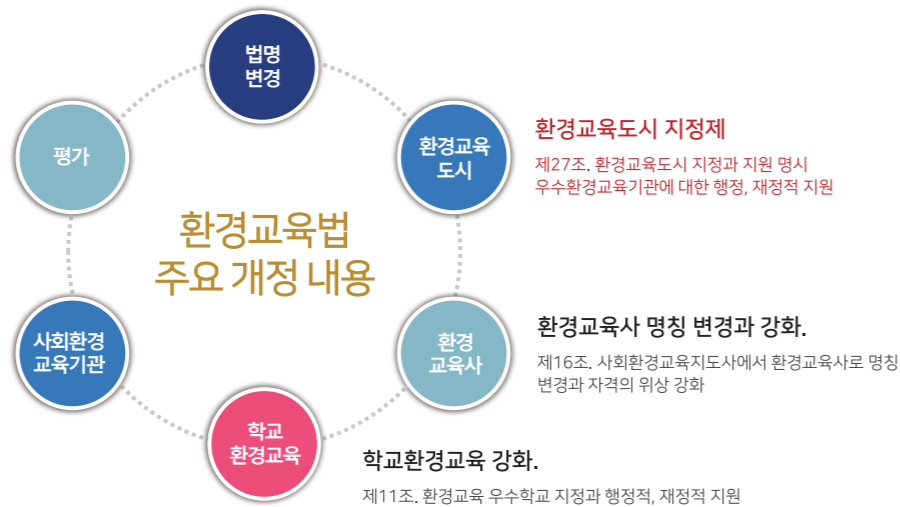 법명
변경
환경교육
도시
환경교육도시 지정제
제27조. 환경교육도시 지정과 지원 명시
우수환경교육기관에 대한 행정, 재정적 지원
평가
환경교육법
주요 개정 내용
사회환경
교육기관
환경
교육사
환경교육사 명칭 변경과 강화.
제16조. 사회환경교육지도사에서 환경교육사로 명칭
변경과 자격의 위상 강화
학교
환경교육
학교환경교육 강화.
제11조. 환경교육 우수학교 지정과 행정적, 재정적 지원